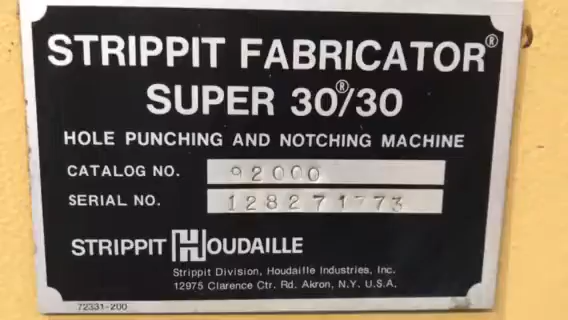 STRIPPIT FABRICATOR®
SUPER 30®/30
HOLE PUNCHING AND NOTCHING MACHINE
CATALOG NO. 92000
SERIAL NO. 128271773
STRIPPIT HOUDAILLE
Strippit Division, Houdaille Industries, Inc.
12975 Clarence Ctr. Rd. Akron, N.Y. U.S.A.
72331-200